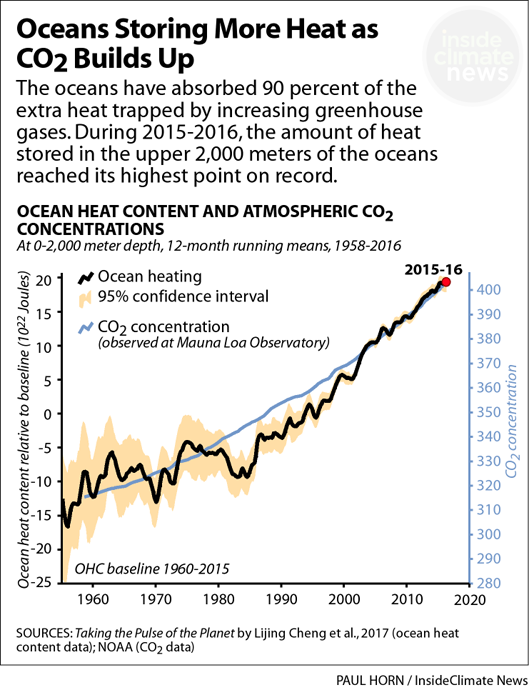 Oceans Storing More Heat as
CO2 Builds Up
inside
climate
news
The oceans have absorbed 90 percent of the
extra heat trapped by increasing greenhouse
gases. During 2015-2016, the amount of heat
stored in the upper 2,000 meters of the oceans
reached its highest point on record.
OCEAN HEAT CONTENT AND ATMOSPHERIC CO2
CONCENTRATIONS
At 0-2,000 meter depth, 12-month running means, 1958-2016
2015-16
Ocean heating
95% confidence interval
CO2 concentration
(observed at Mauna Loa Observatory)
Ocean heat content relative to baseline (10²² Joules)
20
15
10
5
0
-5
-10
-15
-20
-25
400
380
370
360
350
340
330
320
310
300
290
280
CO2 concentration
OHC baseline 1960-2015
1960
1970
1980
1990
2000
2010
2020
SOURCES: Taking the Pulse of the Planet by Lijing Cheng et al., 2017 (ocean heat
content data); NOAA (CO2 data)
PAUL HORN / InsideClimate News